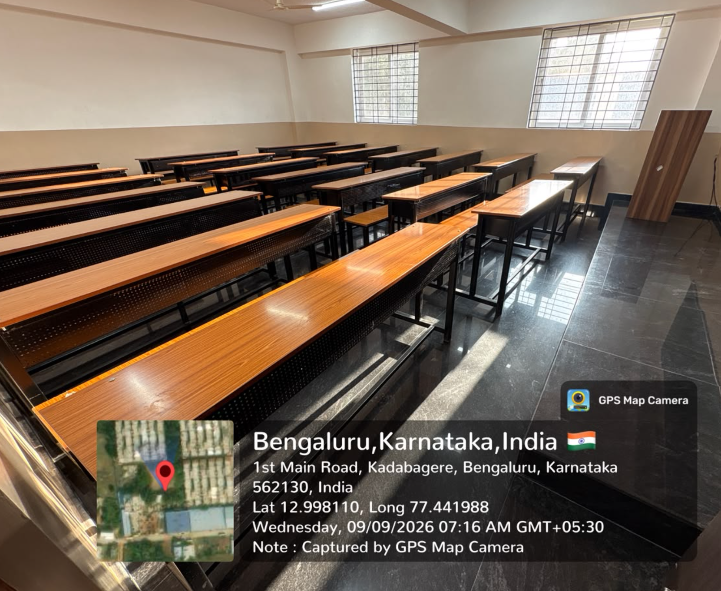 GPS Map Camera
Bengaluru,Karnataka,India 🇮🇳
1st Main Road, Kadabagere, Bengaluru, Karnataka
562130, India
Lat 12.998110, Long 77.441988
Wednesday, 09/09/2026 07:16 AM GMT+05:30
Note : Captured by GPS Map Camera